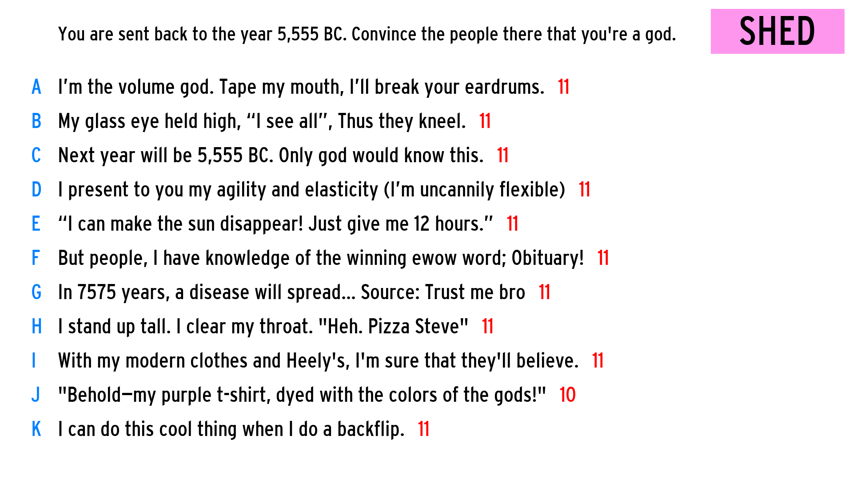 You are sent back to the year 5,555 BC. Convince the people there that you're a god.
SHED
A I'm the volume god. Tape my mouth, I'll break your eardrums. 11
B My glass eye held high, “I see all”, Thus they kneel. 11
C Next year will be 5,555 BC. Only god would know this. 11
D I present to you my agility and elasticity (I'm uncannily flexible) 11
E “I can make the sun disappear! Just give me 12 hours.” 11
F But people, I have knowledge of the winning ewow word; Obituary! 11
G In 7575 years, a disease will spread... Source: Trust me bro 11
H I stand up tall. I clear my throat. "Heh. Pizza Steve" 11
I With my modern clothes and Heely's, I'm sure that they'll believe. 11
J "Behold—my purple t-shirt, dyed with the colors of the gods!" 10
K I can do this cool thing when I do a backflip. 11